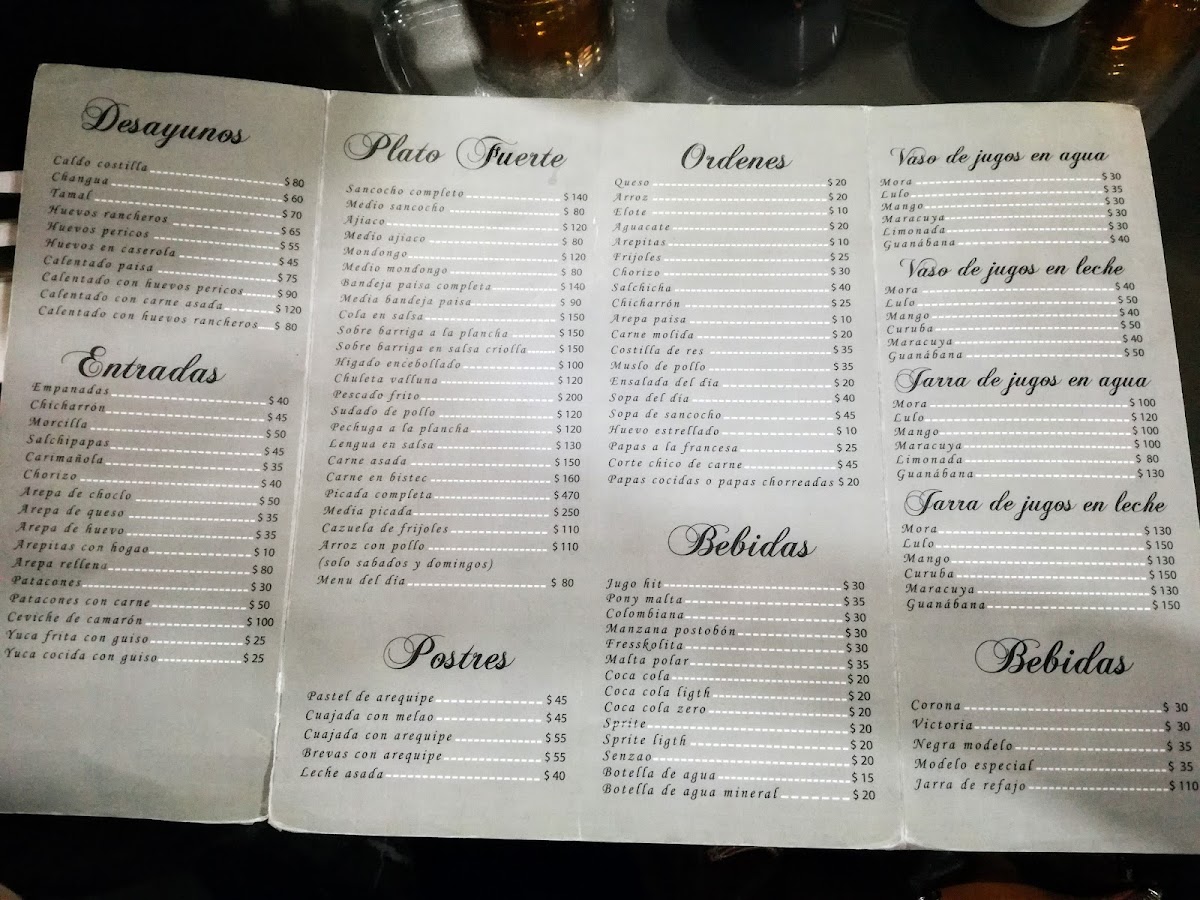 Desayunos
Caldo costilla $ 80
Changua $ 60
Tamal $ 70
Huevos rancheros $ 65
Huevos pericos $ 55
Huevos en caserola $ 45
Calentado paisa $ 75
Calentado con huevos pericos $ 90
Calentado con carne asada $ 120
Calentado con huevos rancheros $ 80
Entradas
Empanadas $ 40
Chicharrón $ 45
Morcilla $ 50
Salchipapas $ 45
Carimañola $ 35
Chorizo $ 40
Arepa de choclo $ 50
Arepa de queso $ 35
Arepa de huevo $ 35
Arepitas con hogao $ 10
Arepa rellena $ 80
Patacones $ 30
Patacones con carne $ 50
Ceviche de camarón $ 100
Yuca frita con guiso $ 25
Yuca cocida con guiso $ 25
Plato Fuerte
Sancocho completo $ 140
Medio sancocho $ 80
Ajiaco $ 120
Medio ajiaco $ 80
Mondongo $ 120
Medio mondongo $ 80
Bandeja paisa completa $ 140
Media bandeja paisa $ 90
Cola en salsa $ 150
Sobre barriga a la plancha $ 150
Sobre barriga en salsa criolla $ 150
Higado encebollado $ 100
Chuleta valluna $ 120
Pescado frito $ 200
Sudado de pollo $ 120
Pechuga a la plancha $ 120
Lengua en salsa $ 130
Carne asada $ 150
Carne en bistec $ 160
Picada completa $ 470
Media picada $ 250
Cazuela de frijoles $ 110
Arroz con pollo $ 110
(solo sabados y domingos)
Menu del dia $ 80
Postres
Pastel de arequipe $ 45
Cuajada con melao $ 45
Cuajada con arequipe $ 55
Brevas con arequipe $ 55
Leche asada $ 40
Ordenes
Queso $ 20
Arroz $ 20
Elote $ 10
Aguacate $ 20
Arepitas $ 10
Frijoles $ 25
Chorizo $ 30
Salchicha $ 40
Chicharrón $ 25
Arepa paisa $ 10
Carne molida $ 20
Costilla de res $ 35
Muslo de pollo $ 35
Ensalada del dia $ 20
Sopa del dia $ 40
Sopa de sancocho $ 45
Huevo estrellado $ 10
Papas a la francesa $ 25
Corte chico de carne $ 45
Papas cocidas o papas chorreadas $ 20
Bebidas
Jugo hit $ 30
Pony malta $ 35
Colombiana $ 30
Manzana postobón $ 30
Fresskolita $ 30
Malta polar $ 35
Coca cola $ 20
Coca cola ligth $ 20
Coca cola zero $ 20
Sprite $ 20
Sprite ligth $ 20
Senzao $ 20
Botella de agua $ 15
Botella de agua mineral $ 20
Vaso de jugos en agua
Mora $ 30
Lulo $ 35
Mango $ 30
Maracuya $ 30
Limonada $ 30
Guanábana $ 40
Vaso de jugos en leche
Mora $ 40
Lulo $ 50
Mango $ 40
Curuba $ 50
Maracuya $ 40
Guanábana $ 50
Jarra de jugos en agua
Mora $ 100
Lulo $ 120
Mango $ 100
Maracuya $ 100
Limonada $ 80
Guanábana $ 130
Jarra de jugos en leche
Mora $ 130
Lulo $ 150
Mango $ 130
Curuba $ 150
Maracuya $ 130
Guanábana $ 150
Bebidas
Corona $ 30
Victoria $ 30
Negra modelo $ 35
Modelo especial $ 35
Jarra de refajo $ 110